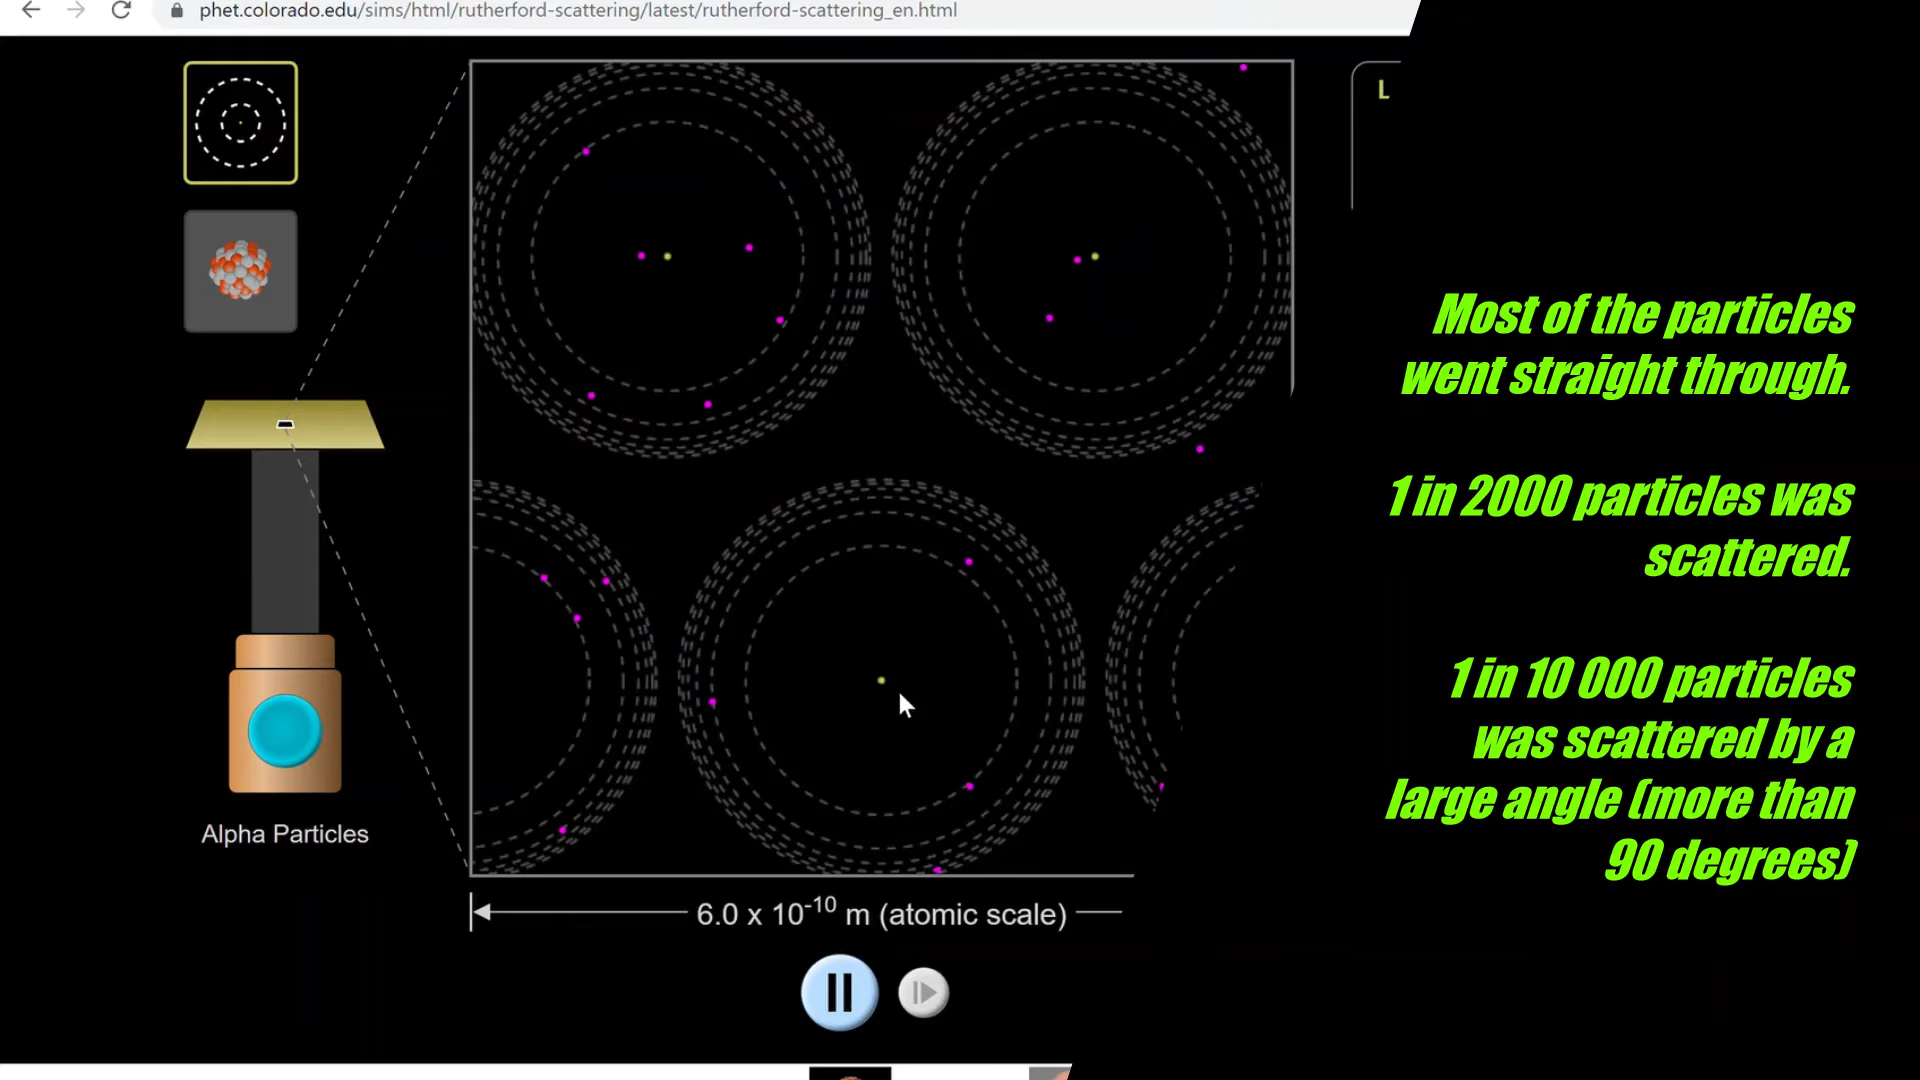 phet.colorado.edu/sims/html/rutherford-scattering/latest/rutherford-scattering_en.html
L
Most of the particles
went straight through.
1 in 2000 particles was
scattered.
1 in 10 000 particles
was scattered by a
large angle (more than
90 degrees)
Alpha Particles
6.0 x 10⁻¹⁰ m (atomic scale)